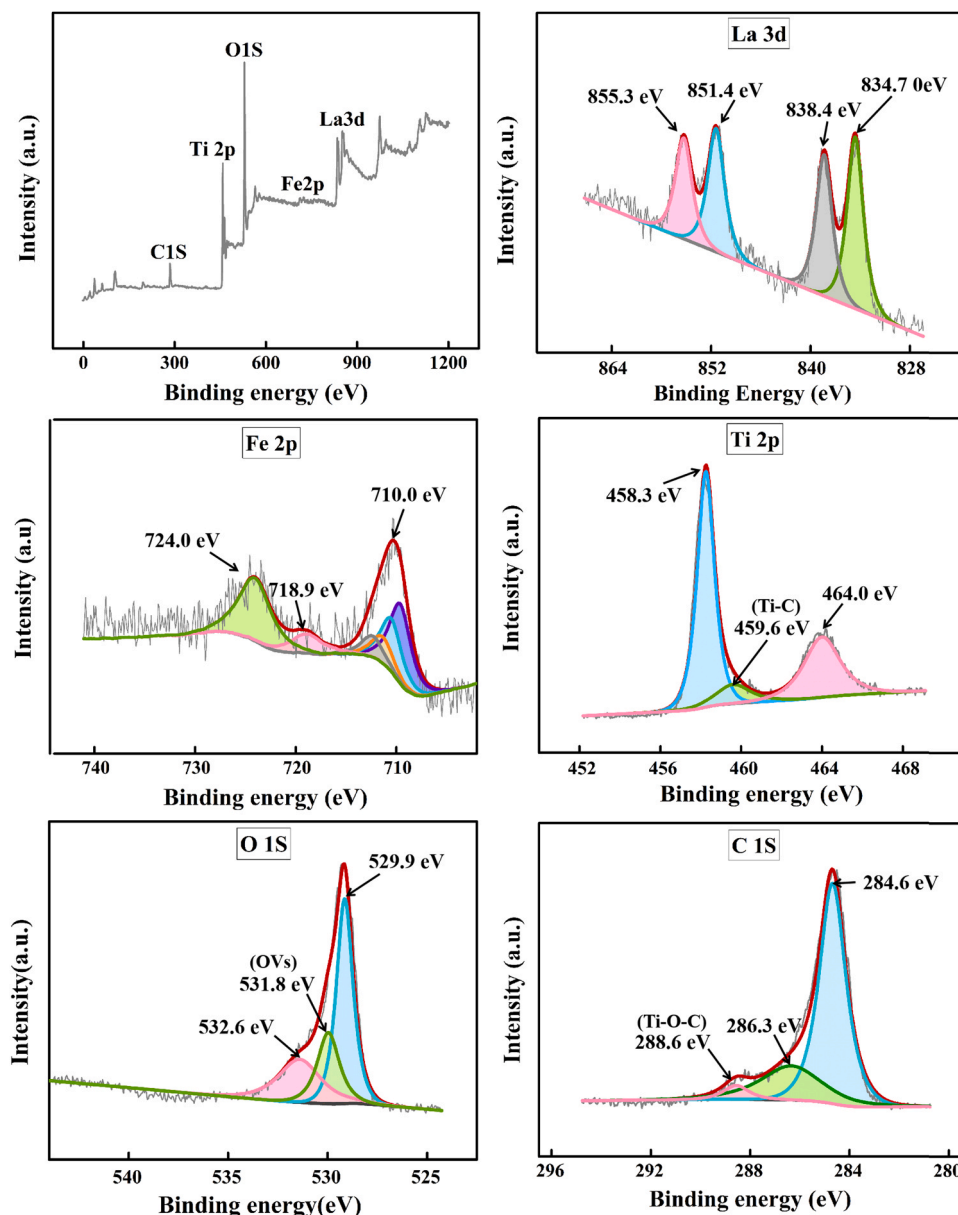 O1S
Ti 2p
La3d
Fe2p
C1S
Intensity (a.u.)
0 300 600 900 1200
Binding energy (eV)
La 3d
855.3 eV
851.4 eV
838.4 eV
834.7 0eV
Intensity (a.u.)
864 852 840 828
Binding Energy (eV)
Fe 2p
710.0 eV
724.0 eV
718.9 eV
Intensity (a.u)
740 730 720 710
Binding energy (eV)
Ti 2p
458.3 eV
(Ti-C)
459.6 eV
464.0 eV
Intensity (a.u.)
452 456 460 464 468
Binding energy (eV)
O 1S
529.9 eV
(OVs)
531.8 eV
532.6 eV
Intensity(a.u.)
540 535 530 525
Binding energy(eV)
C 1S
284.6 eV
(Ti-O-C)
288.6 eV
286.3 eV
Intensity (a.u.)
296 292 288 284 280
Binding energy (eV)